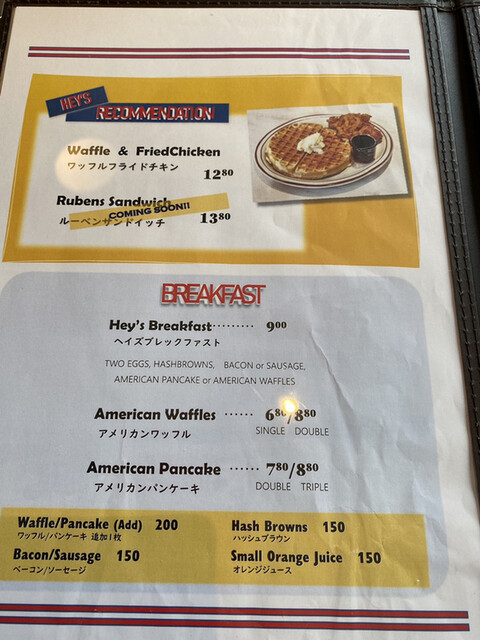 HEY'S
RECOMMENDATION
Waffle & FriedChicken
ワッフルフライドチキン 1280
Rubens Sandwich
COMING SOON!!
ルーベンサンドイッチ 1380
BREAKFAST
Hey's Breakfast········· 900
ヘイズブレックファスト
TWO EGGS, HASHBROWNS, BACON or SAUSAGE,
AMERICAN PANCAKE or AMERICAN WAFFLES
American Waffles ······ 680/880
アメリカンワッフル SINGLE DOUBLE
American Pancake ······ 780/880
アメリカンパンケーキ DOUBLE TRIPLE
Waffle/Pancake (Add) 200 Hash Browns 150
ワッフル/パンケーキ 追加1枚 ハッシュブラウン
Bacon/Sausage 150 Small Orange Juice 150
ベーコン/ソーセージ オレンジジュース